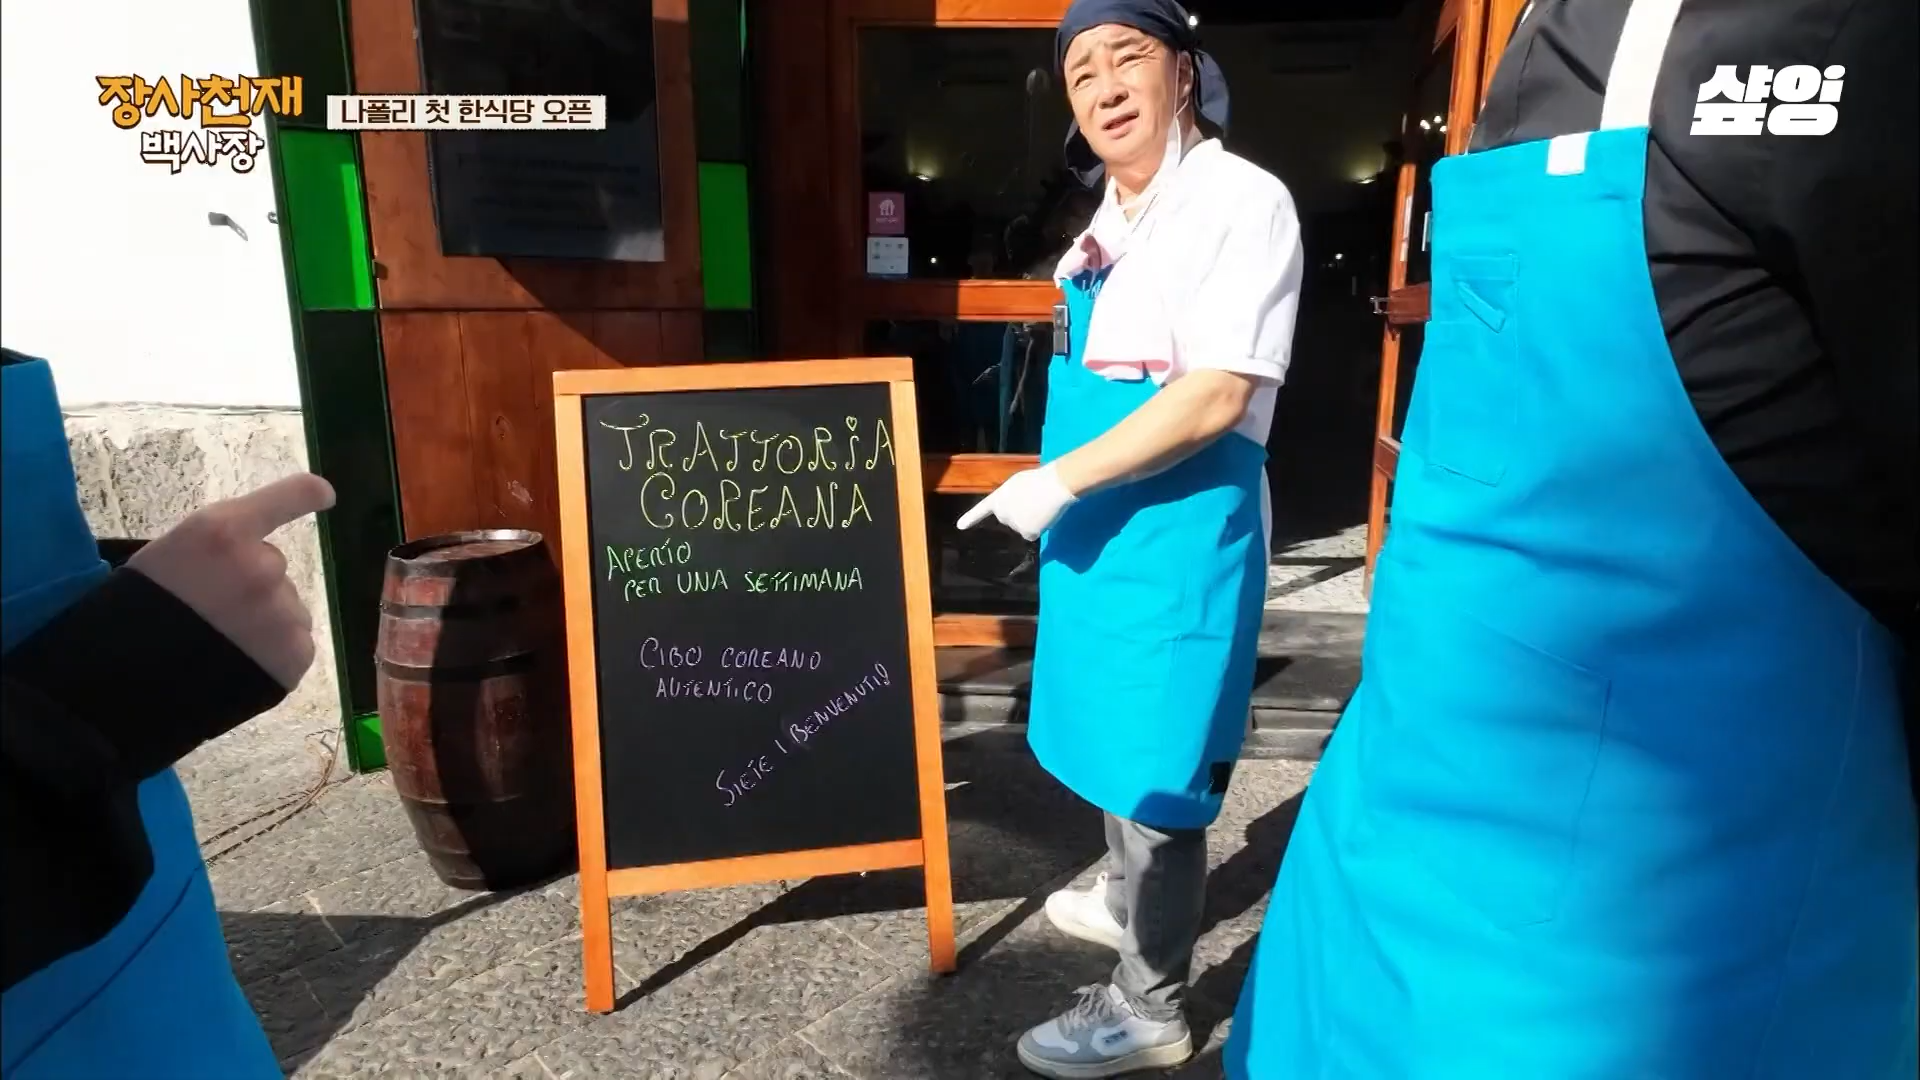 장사천재
백사장
나폴리 첫 한식당 오픈
샾잉
TRATTORIA
COREANA
APERTO
PER UNA SETTIMANA
CIBO COREANO
AUTENTICO
SIETE I BENVENUTI!